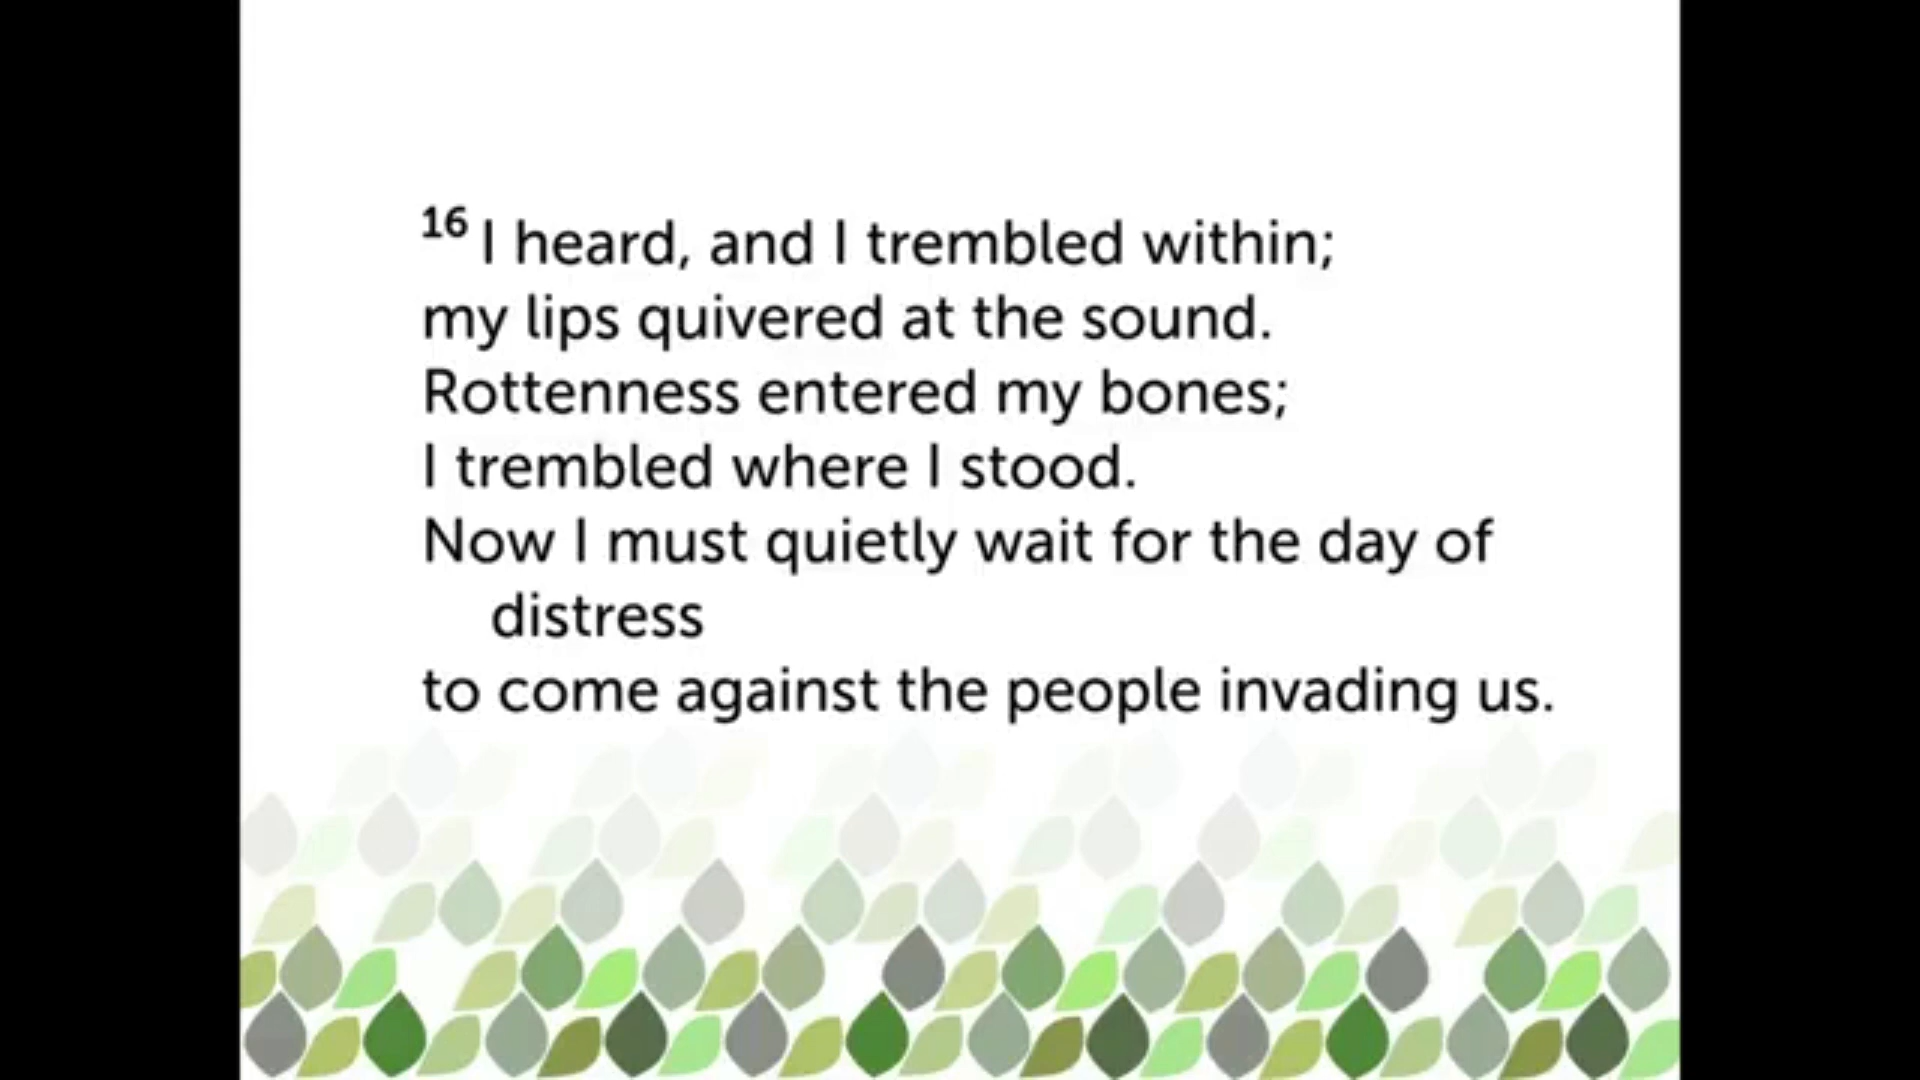 16 I heard, and I trembled within;
my lips quivered at the sound.
Rottenness entered my bones;
I trembled where I stood.
Now I must quietly wait for the day of
distress
to come against the people invading us.